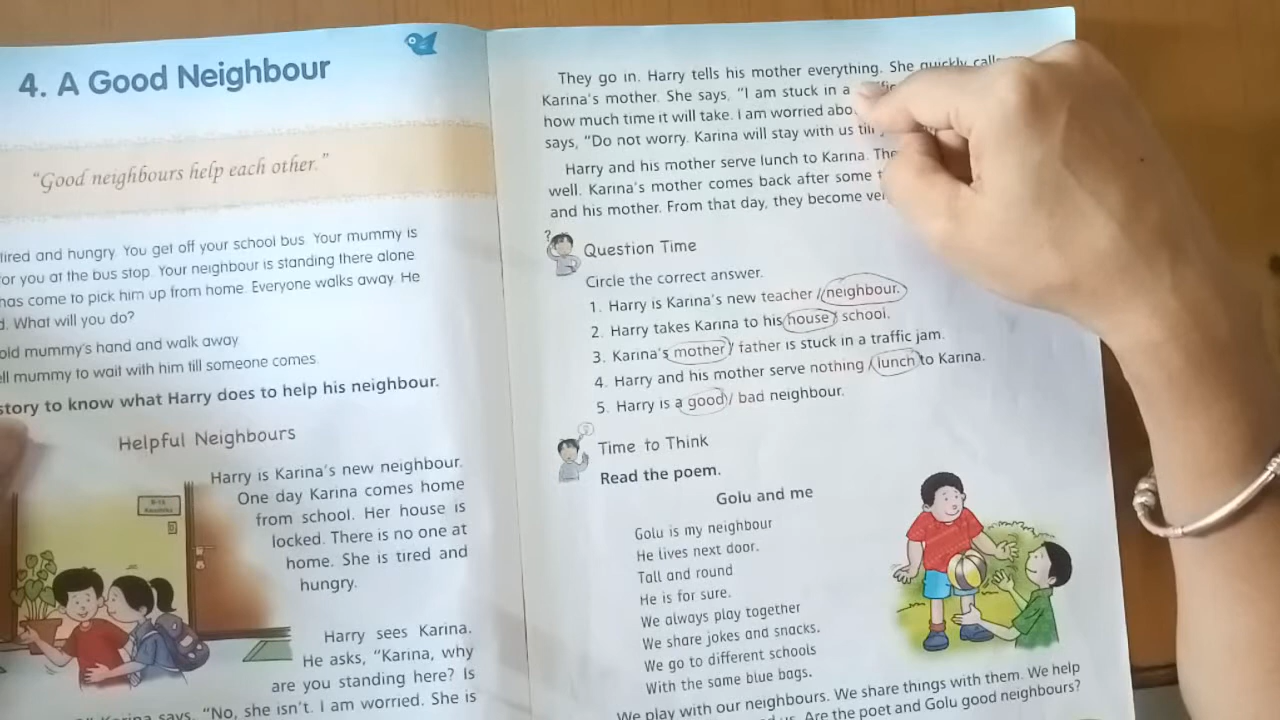 4. A Good Neighbour
"Good neighbours help each other."
tired and hungry. You get off your school bus. Your mummy is
for you at the bus stop. Your neighbour is standing there alone.
has come to pick him up from home. Everyone walks away. He
What will you do?
mummy's hand and walk away.
mummy to wait with him till someone comes.
story to know what Harry does to help his neighbour.
Helpful Neighbours
Harry is Karina's new neighbour.
One day Karina comes home
from school. Her house is
locked. There is no one at
home. She is tired and
hungry.
Harry sees Karina.
He asks, "Karina, why
are you standing here? Is
says, "No, she isn't. I am worried. She is
They go in. Harry tells his mother everything. She quickly
Karina's mother. She says, "I am stuck in a
how much time it will take. I am worried
says, "Do not worry. Karina will stay with us till
Harry and his mother serve lunch to Karina.
well. Karina's mother comes back after some
and his mother. From that day, they become
Question Time
Circle the correct answer.
1. Harry is Karina's new teacher / neighbour.
2. Harry takes Karina to his house / school.
3. Karina's mother / father is stuck in a traffic jam.
4. Harry and his mother serve nothing / lunch to Karina.
5. Harry is a good / bad neighbour.
Time to Think
Read the poem.
Golu and me
Golu is my neighbour
He lives next door.
Tall and round
He is for sure.
We always play together
We share jokes and snacks.
We go to different schools
With the same blue bags.
We play with our neighbours. We share things with them. We help
Are the poet and Golu good neighbours?